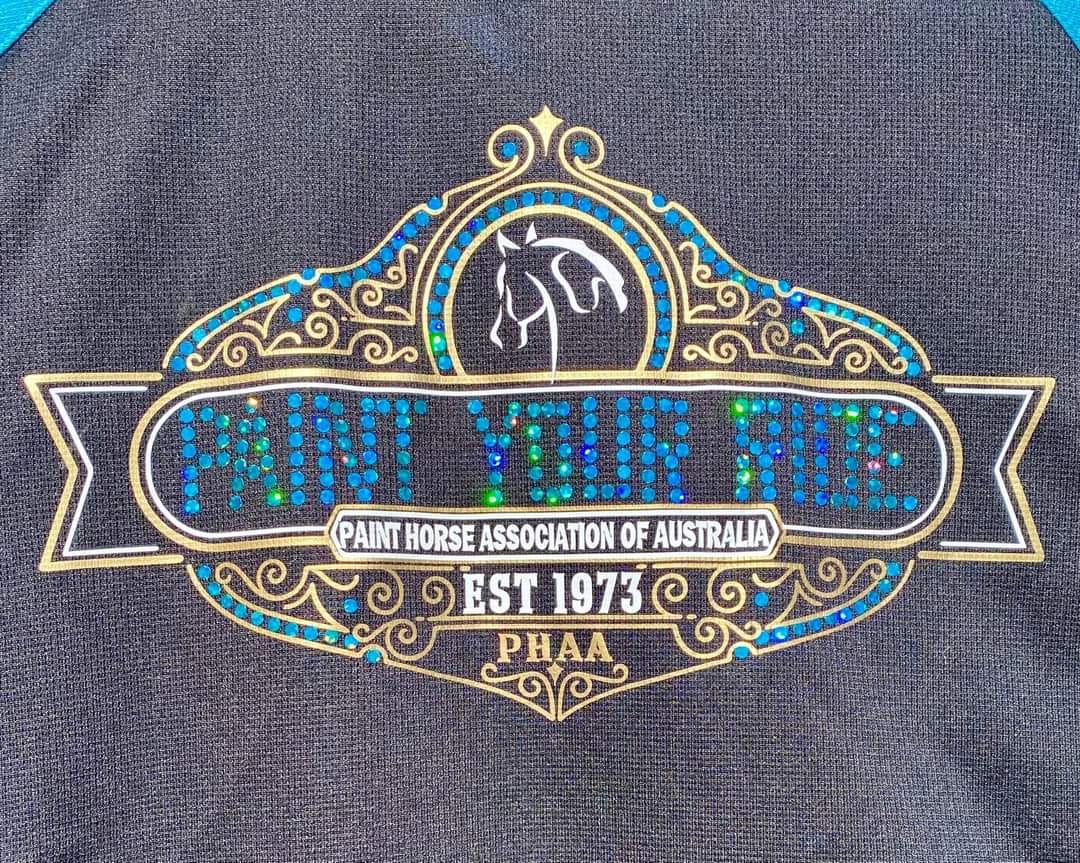 PAINT YOUR RIDE
PAINT HORSE ASSOCIATION OF AUSTRALIA
EST 1973
PHAA